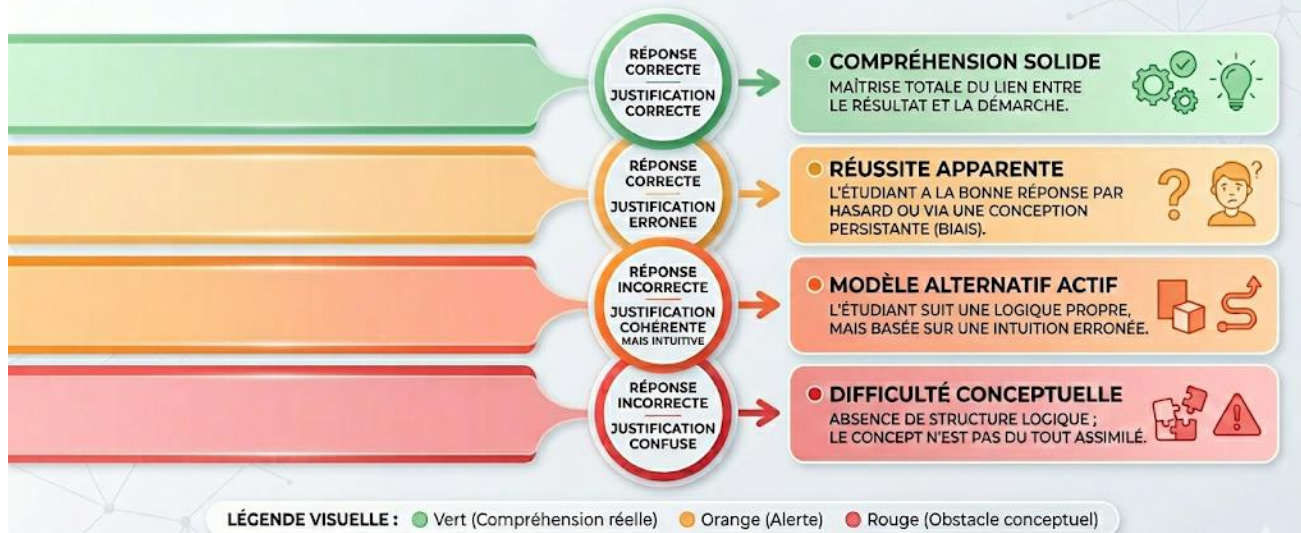 RÉPONSE
CORRECTE
JUSTIFICATION
CORRECTE
COMPRÉHENSION SOLIDE
MAÎTRISE TOTALE DU LIEN ENTRE
LE RÉSULTAT ET LA DÉMARCHE.
RÉPONSE
CORRECTE
JUSTIFICATION
ERRONÉE
RÉUSSITE APPARENTE
L'ÉTUDIANT A LA BONNE RÉPONSE PAR
HASARD OU VIA UNE CONCEPTION
PERSISTANTE (BIAIS).
?
?
RÉPONSE
INCORRECTE
JUSTIFICATION
COHÉRENTE
MAIS INTUITIVE
MODÈLE ALTERNATIF ACTIF
L'ÉTUDIANT SUIT UNE LOGIQUE PROPRE,
MAIS BASÉE SUR UNE INTUITION ERRONÉE.
RÉPONSE
INCORRECTE
JUSTIFICATION
CONFUSE
DIFFICULTÉ CONCEPTUELLE
ABSENCE DE STRUCTURE LOGIQUE ;
LE CONCEPT N'EST PAS DU TOUT ASSIMILÉ.
!
LÉGENDE VISUELLE : Vert (Compréhension réelle) Orange (Alerte) Rouge (Obstacle conceptuel)